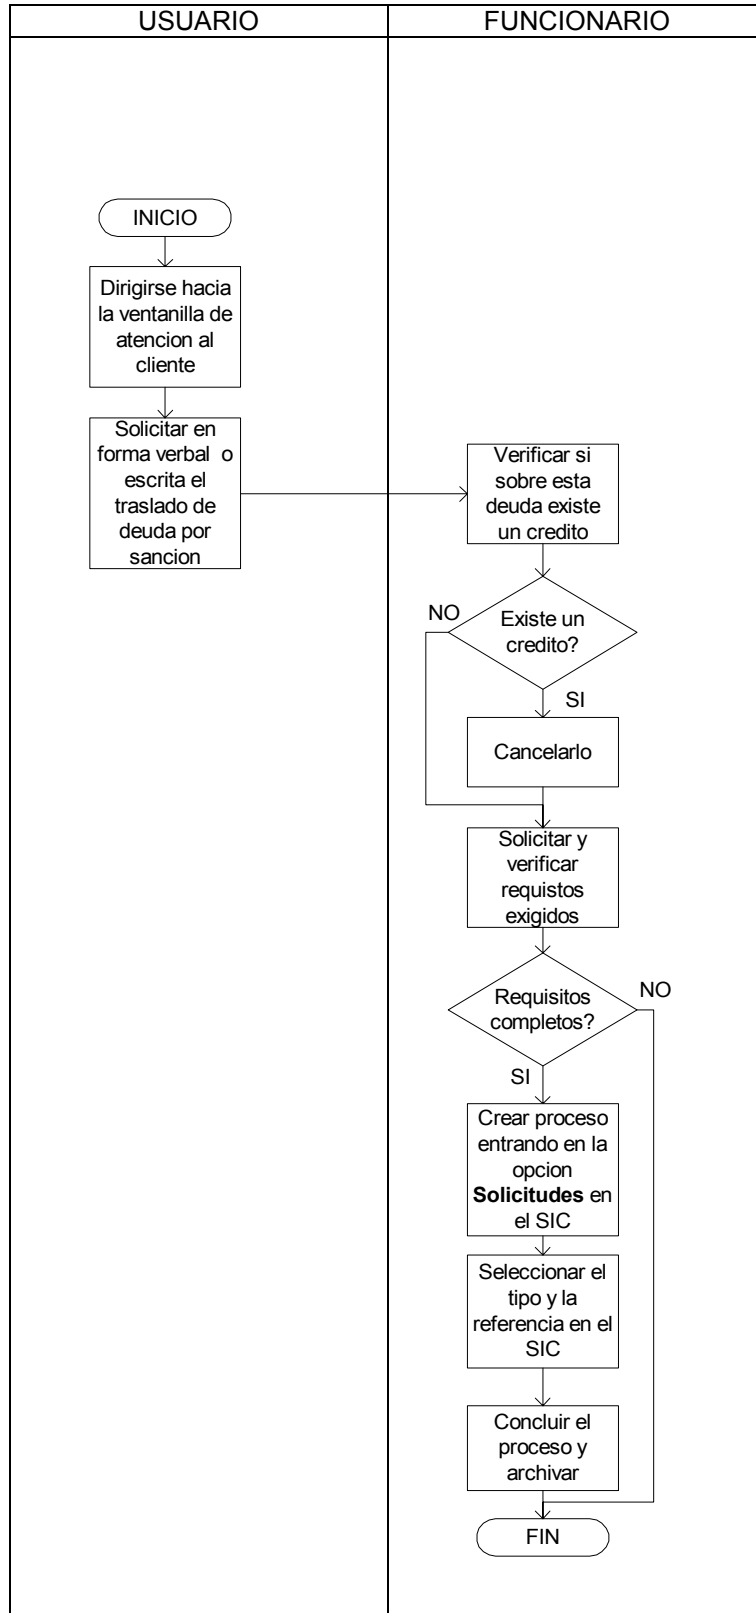 USUARIO
FUNCIONARIO
INICIO
Dirigirse hacia
la ventanilla de
atencion al
cliente
Solicitar en
forma verbal o
escrita el
traslado de
deuda por
sancion
Verificar si
sobre esta
deuda existe
un credito
NO
Existe un
credito?
SI
Cancelarlo
Solicitar y
verificar
requistos
exigidos
Requisitos
completos?
NO
SI
Crear proceso
entrando en la
opcion
Solicitudes en
el SIC
Seleccionar el
tipo y la
referencia en el
SIC
Concluir el
proceso y
archivar
FIN